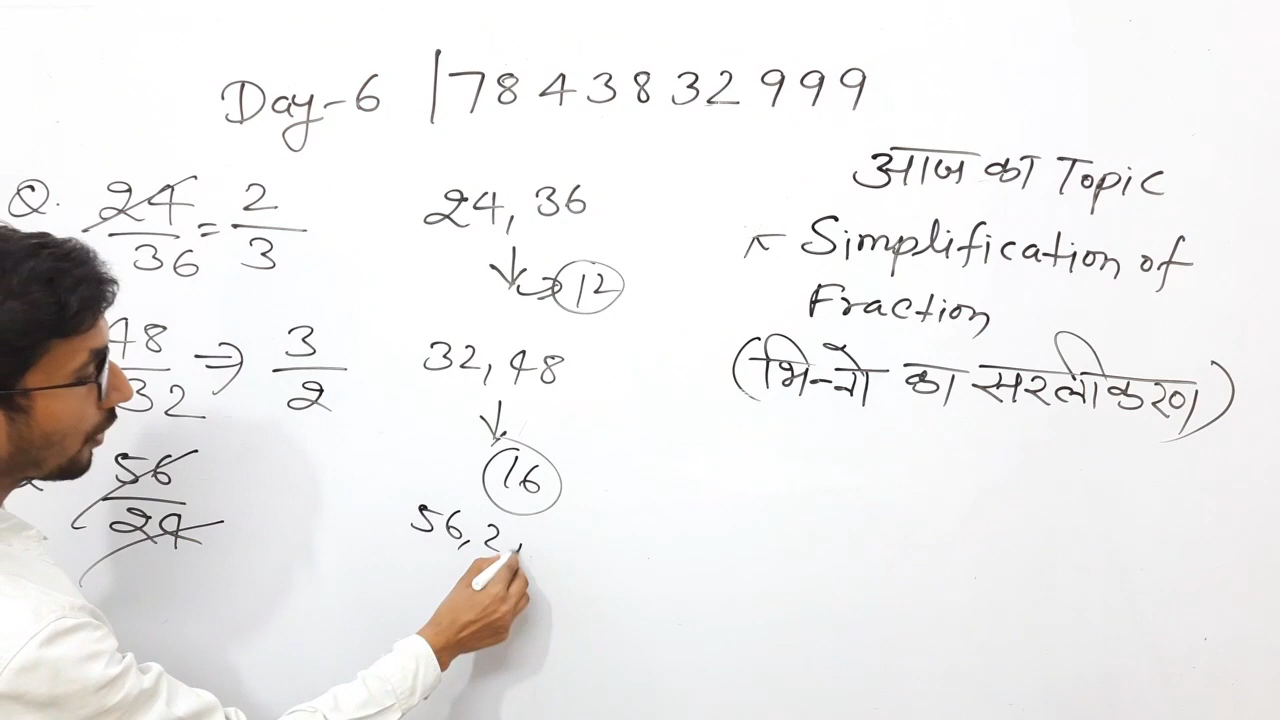 Day-6 | 7843832999
आज का Topic
Simplification of
Fraction
(भिन्नो का सरलीकरण)
Q. 24/36 = 2/3
48/32 ⇒ 3/2
56/24
24, 36
↓ → 12
32, 48
↓
16
56, 2